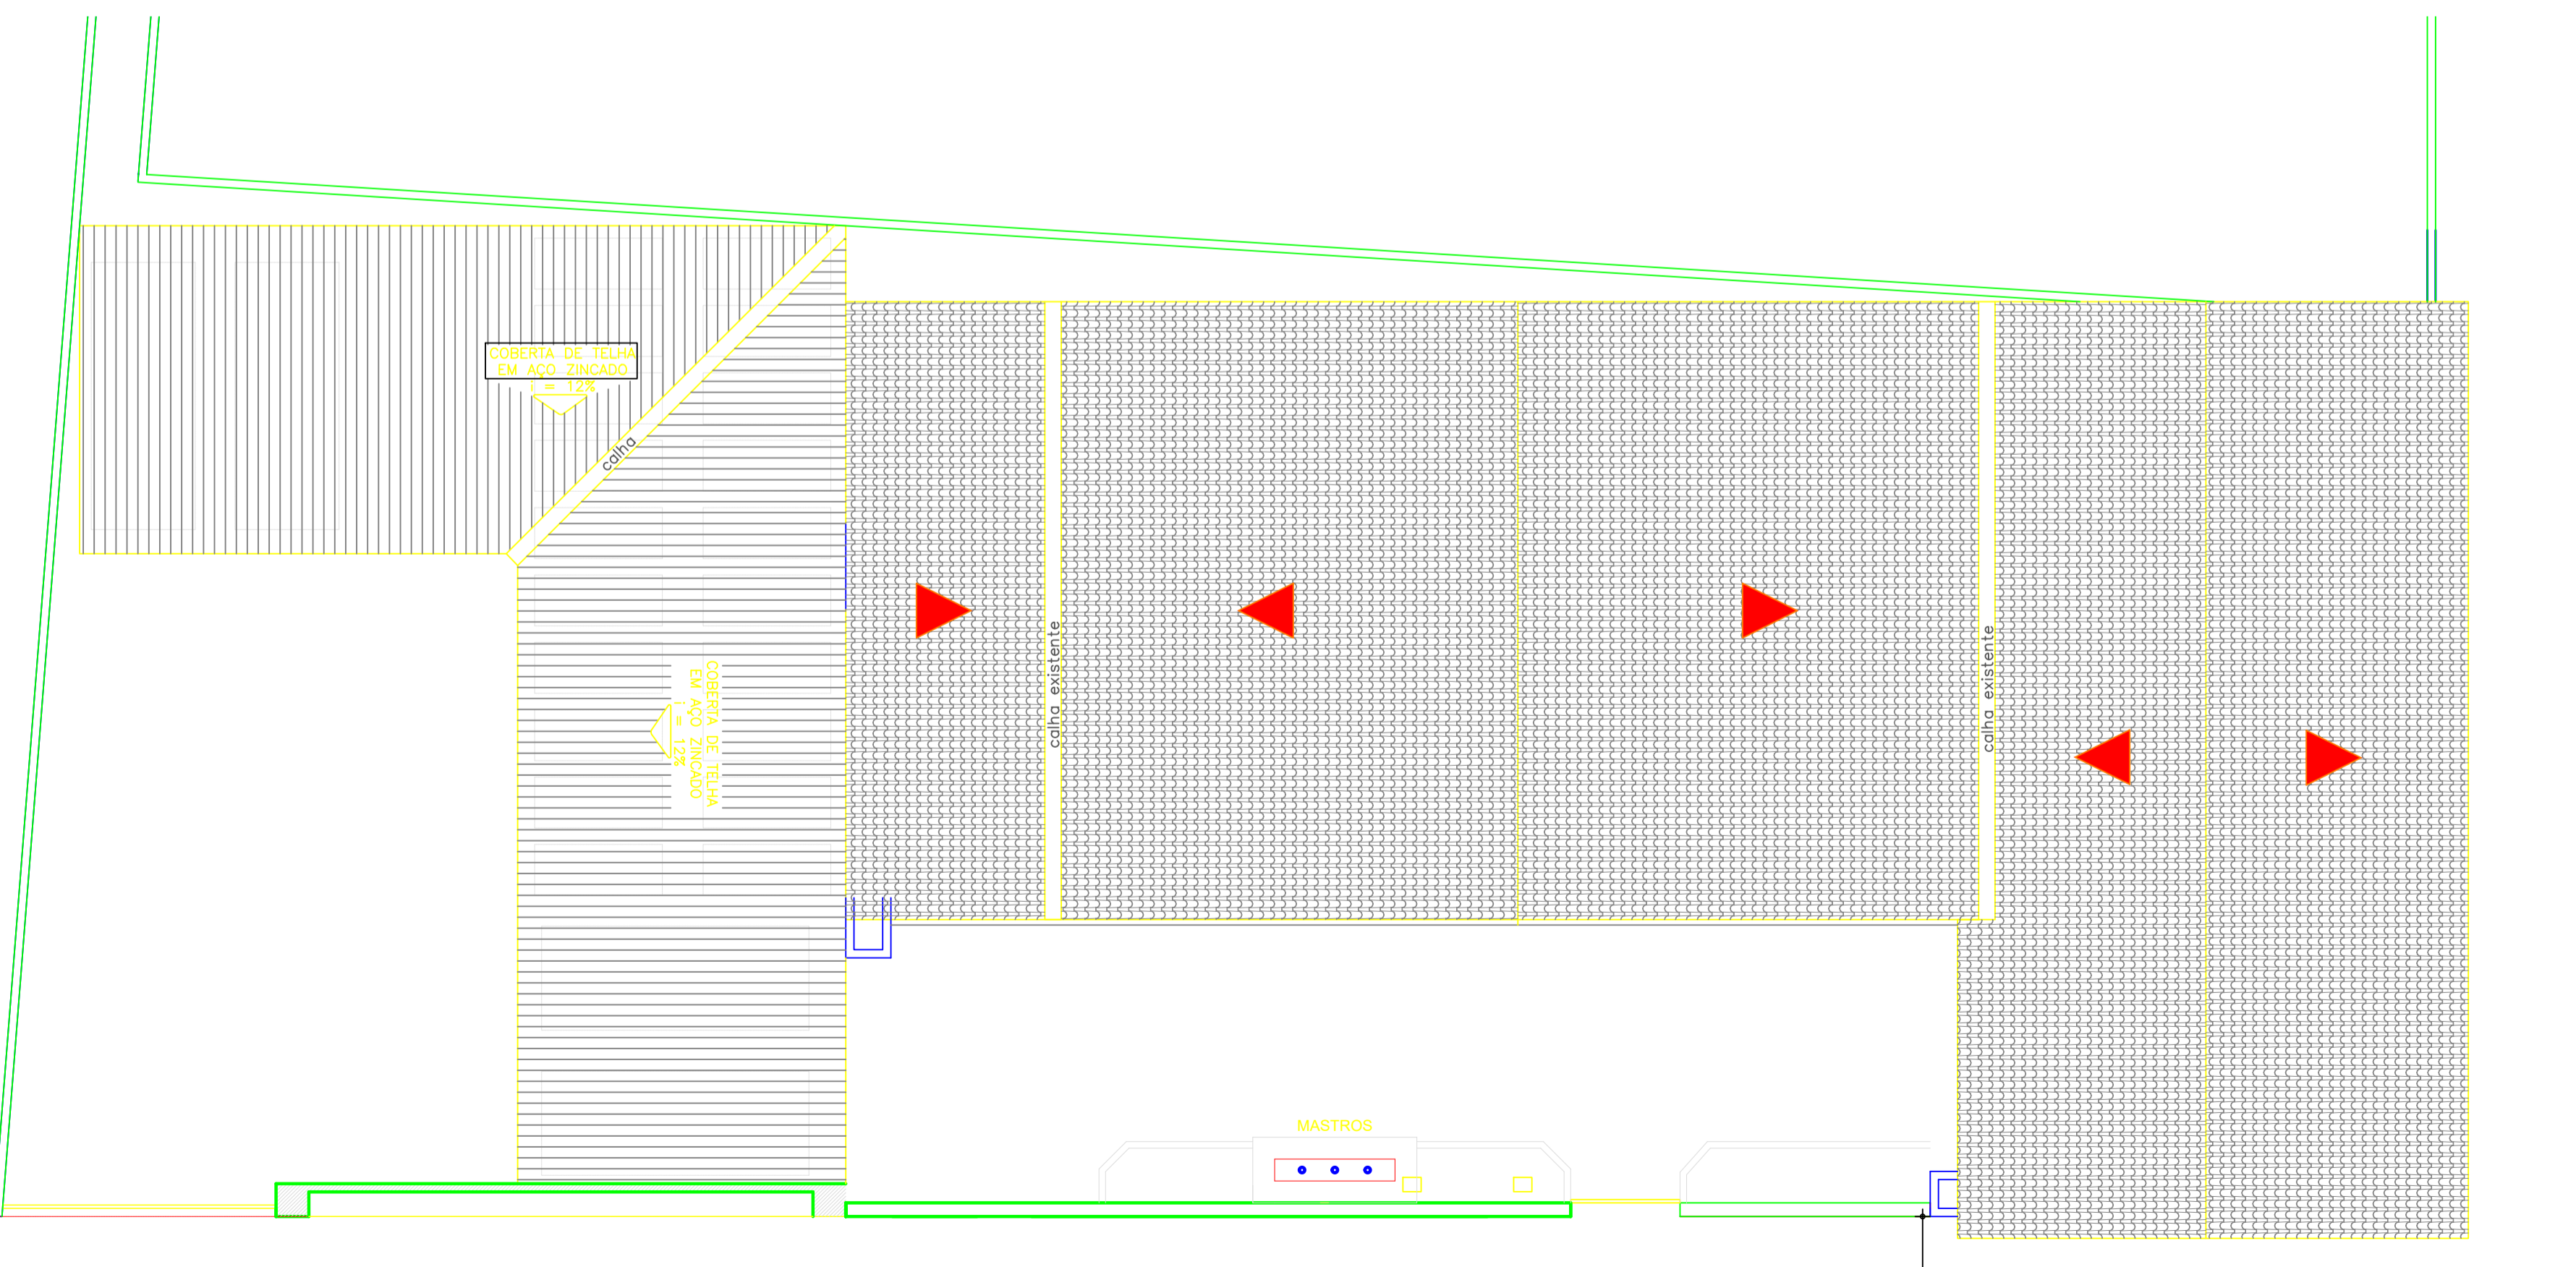 COBERTA DE TELHA
EM AÇO ZINCADO
= 12%
calha
COBERTA DE TELHA
EM AÇO ZINCADO
i = 12%
calha existente
calha existente
MASTROS